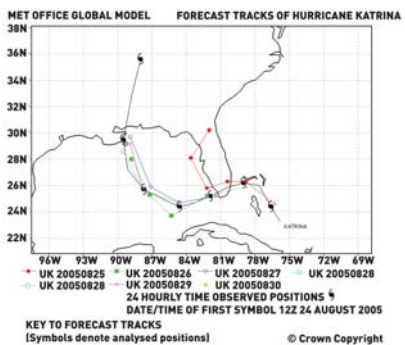 MET OFFICE GLOBAL MODEL FORECAST TRACKS OF HURRICANE KATRINA
38N
36N
34N
32N
30N
28N
26N
24N
22N
KATRINA
96W 93W 90W 87W 84W 81W 78W 75W 72W 69W
UK 20050825 UK 20050826 UK 20050827 UK 20050828
UK 20050828 UK 20050829 UK 20050830
24 HOURLY TIME OBSERVED POSITIONS
DATE/TIME OF FIRST SYMBOL 12Z 24 AUGUST 2005
KEY TO FORECAST TRACKS
(Symbols denote analysed positions) © Crown Copyright